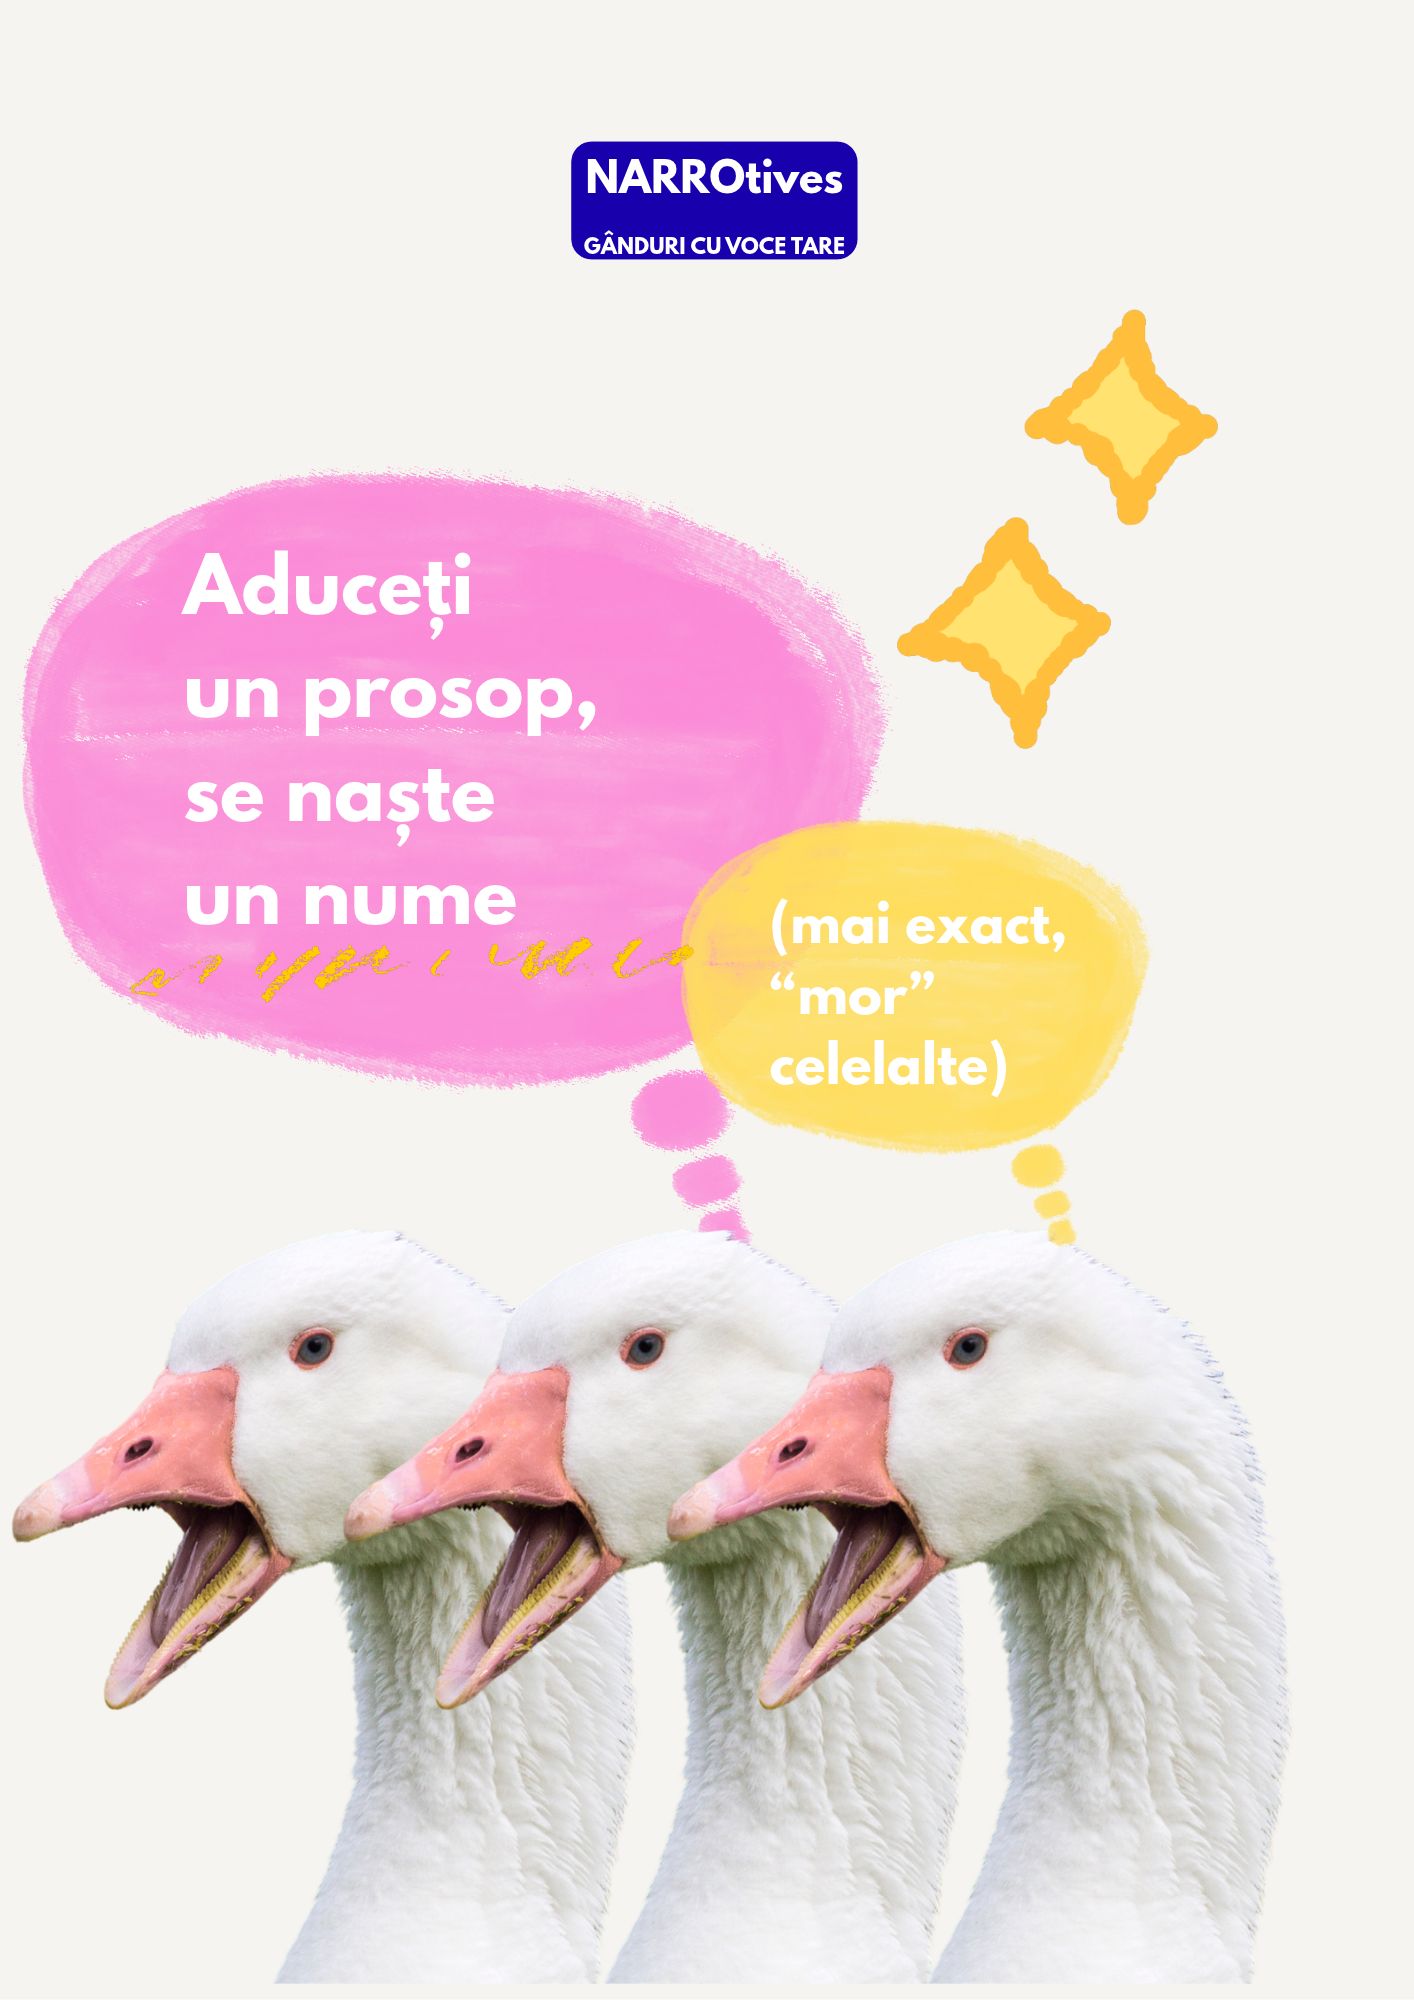 NARROtives
GÂNDURI CU VOCE TARE
Aduceți
un prosop,
se naște
un nume
(mai exact,
“mor”
celelalte)